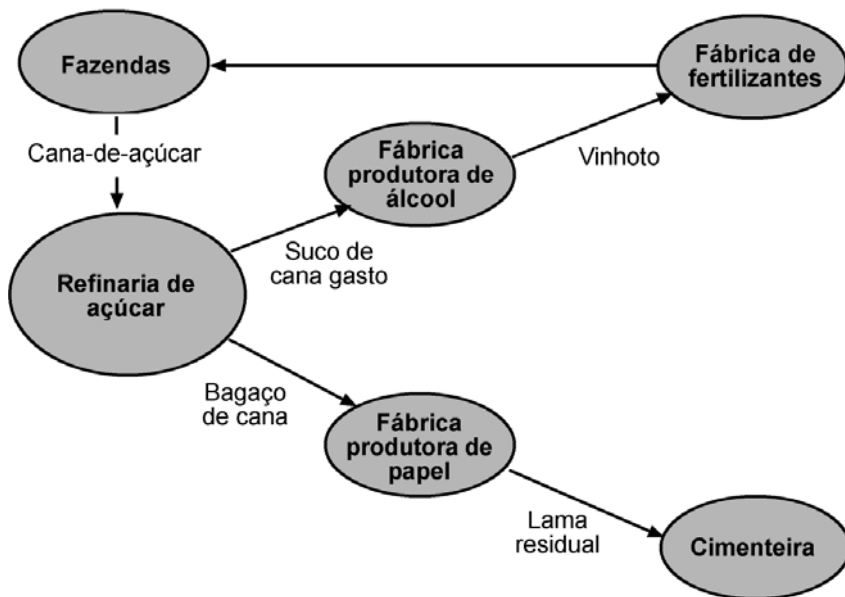 Fazendas
Fábrica de
fertilizantes
Cana-de-açúcar
Fábrica
produtora de
álcool
Vinhoto
Refinaria de
açúcar
Suco de
cana gasto
Bagaço
de cana
Fábrica
produtora de
papel
Lama
residual
Cimenteira